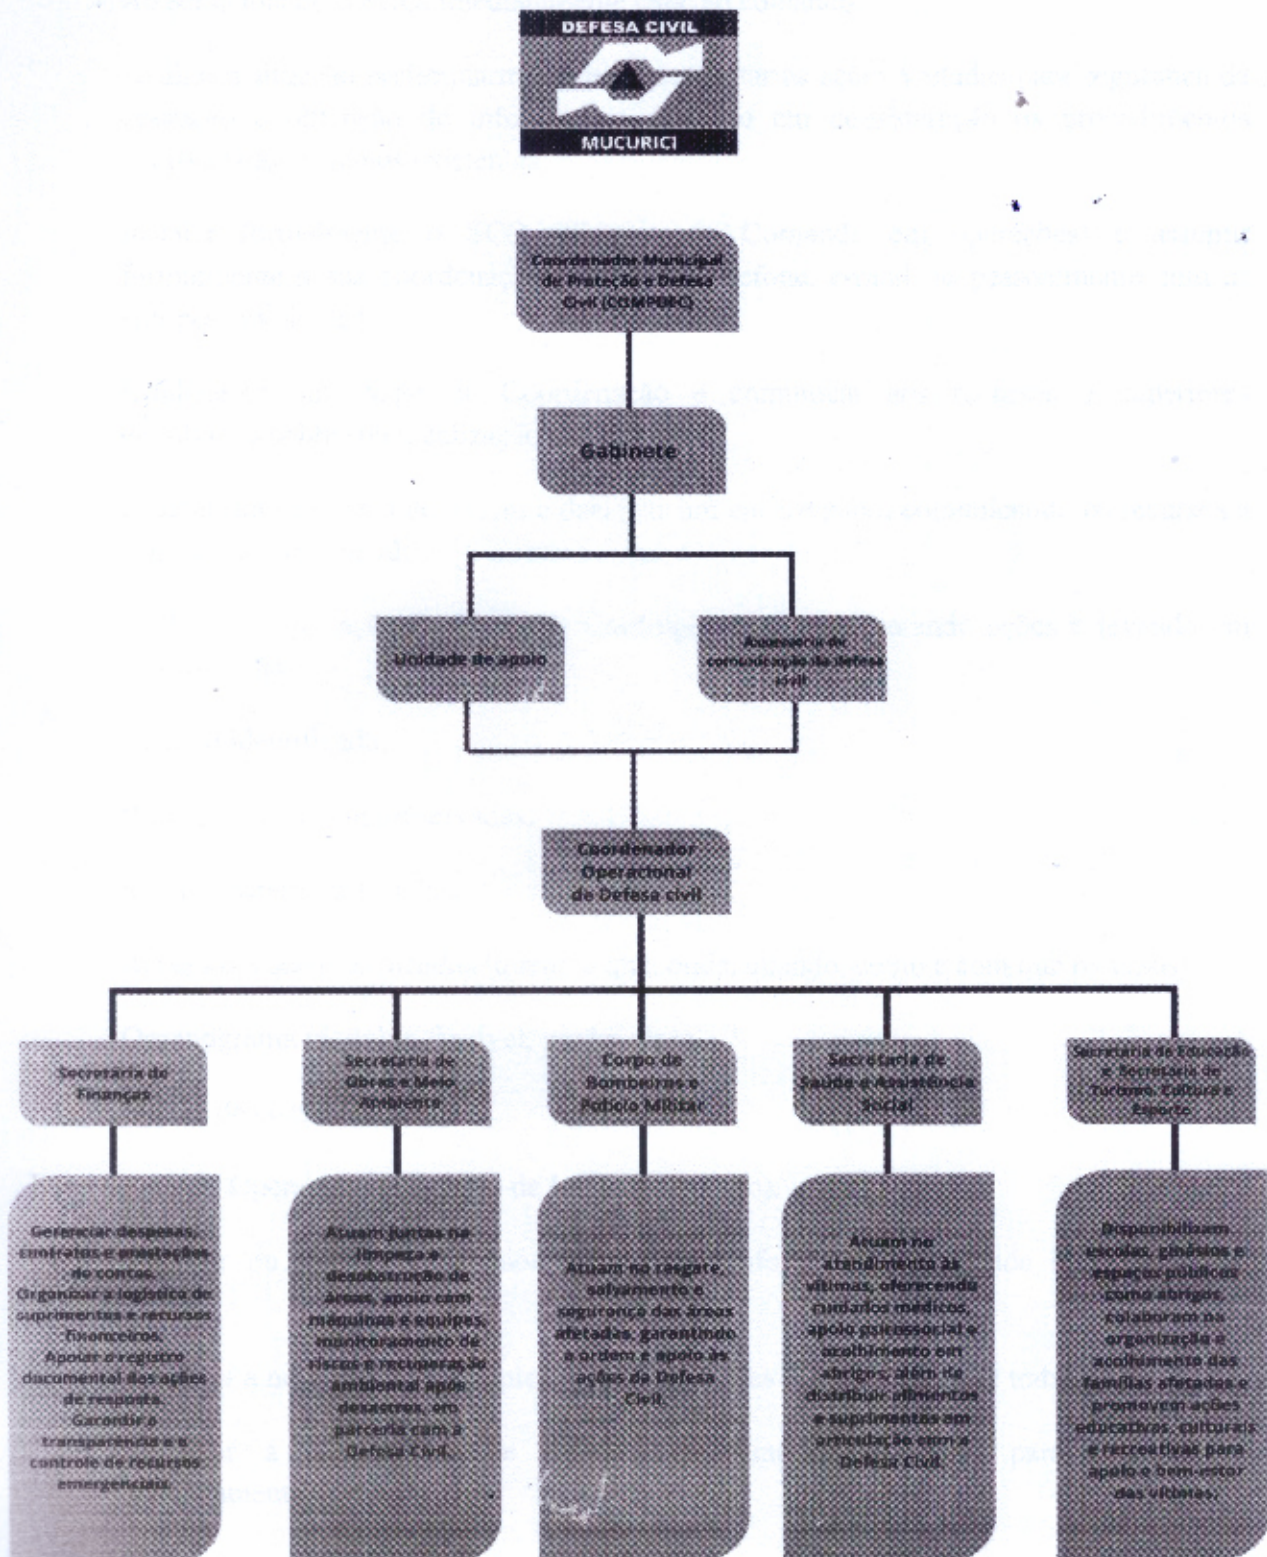 DEFESA CIVIL
MUCURICI
Coordenador Municipal
de Proteção e Defesa
Civil (COMPDEC)
Gabinete
Unidade de apoio
Assessoria de
comunicação da defesa
civil
Coordenador
Operacional
de Defesa civil
Secretaria de
Finanças
Secretaria de
Obras e Meio
Ambiente
Corpo de
Bombeiros e
Polícia Militar
Secretaria de
Saúde e Assistência
Social
Secretaria de Educação
e Secretaria de
Turismo, Cultura e
Esporte
Gerenciar despesas,
contratos e prestações
de contas.
Organizar a logística de
suprimentos e recursos
financeiros.
Apoiar o registro
documental das ações
de resposta.
Garantir a
transparência e o
controle de recursos
emergenciais.
Atuam juntas na
limpeza e
desobstrução de
áreas, apoio com
máquinas e equipes,
monitoramento de
riscos e recuperação
ambiental após
desastres, em
parceria com a
Defesa Civil.
Atuam no resgate,
salvamento e
segurança das áreas
afetadas, garantindo
a ordem e apoio às
ações da Defesa
Civil.
Atuam no
atendimento às
vítimas, oferecendo
cuidados médicos,
apoio psicossocial e
acolhimento em
abrigos, além de
distribuir alimentos
e suprimentos em
articulação com a
Defesa Civil.
Disponibilizam
escolas, ginásios e
espaços públicos
como abrigos,
colaboram na
organização e
acolhimento das
famílias afetadas e
promovem ações
educativas, culturais
e recreativas para
apoio e bem-estar
das vítimas.